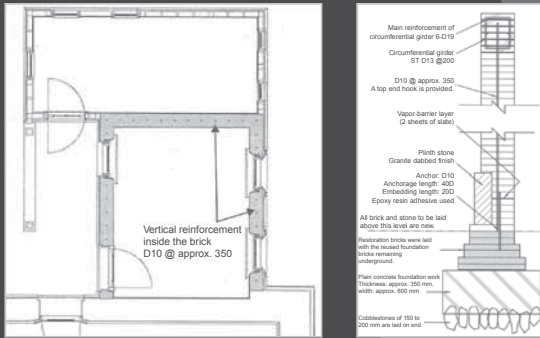 Vertical reinforcement
inside the brick
D10 @ approx. 350
Main reinforcement of
circumferential girder 6-D19
Circumferential girder
ST D13 @200
D10 @ approx. 350
A top end hook is provided.
Vapor-barrier layer
(2 sheets of slate)
Plinth stone
Granite dabbed finish
Anchor: D10
Anchorage length: 40D
Embedding length: 20D
Epoxy resin adhesive used
All brick and stone to be laid
above this level are new.
Restoration bricks were laid
with the reused foundation
bricks remaining
underground.
Plain concrete foundation work
Thickness: approx. 350 mm,
width: approx. 600 mm
Cobblestones of 150 to
200 mm are laid on end.